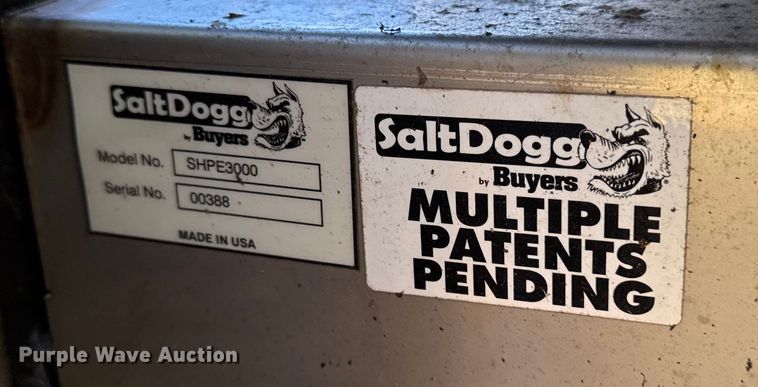 SaltDogg
by Buyers
Model No. SHPE3000
Serial No. 00388
MADE IN USA
SaltDogg
by Buyers
MULTIPLE
PATENTS
PENDING
Purple Wave Auction